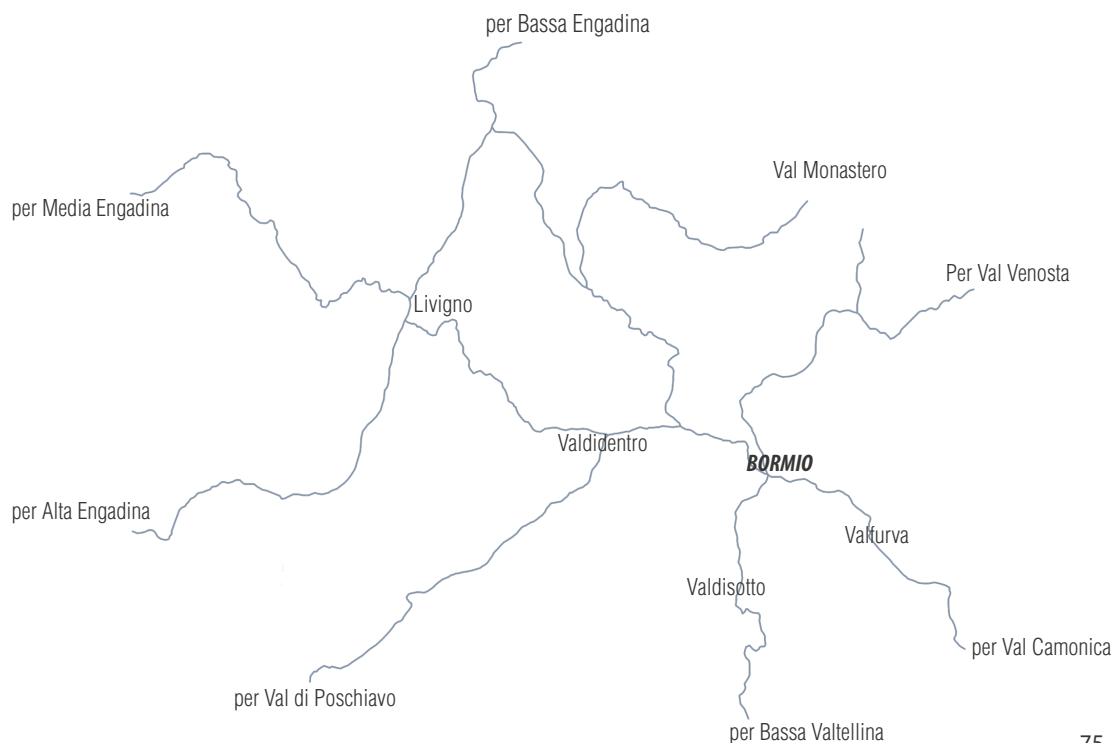 per Bassa Engadina
Val Monastero
per Media Engadina
Per Val Venosta
Livigno
Valdidentro
BORMIO
per Alta Engadina
Valfurva
Valdisotto
per Val Camonica
per Val di Poschiavo
per Bassa Valtellina
75